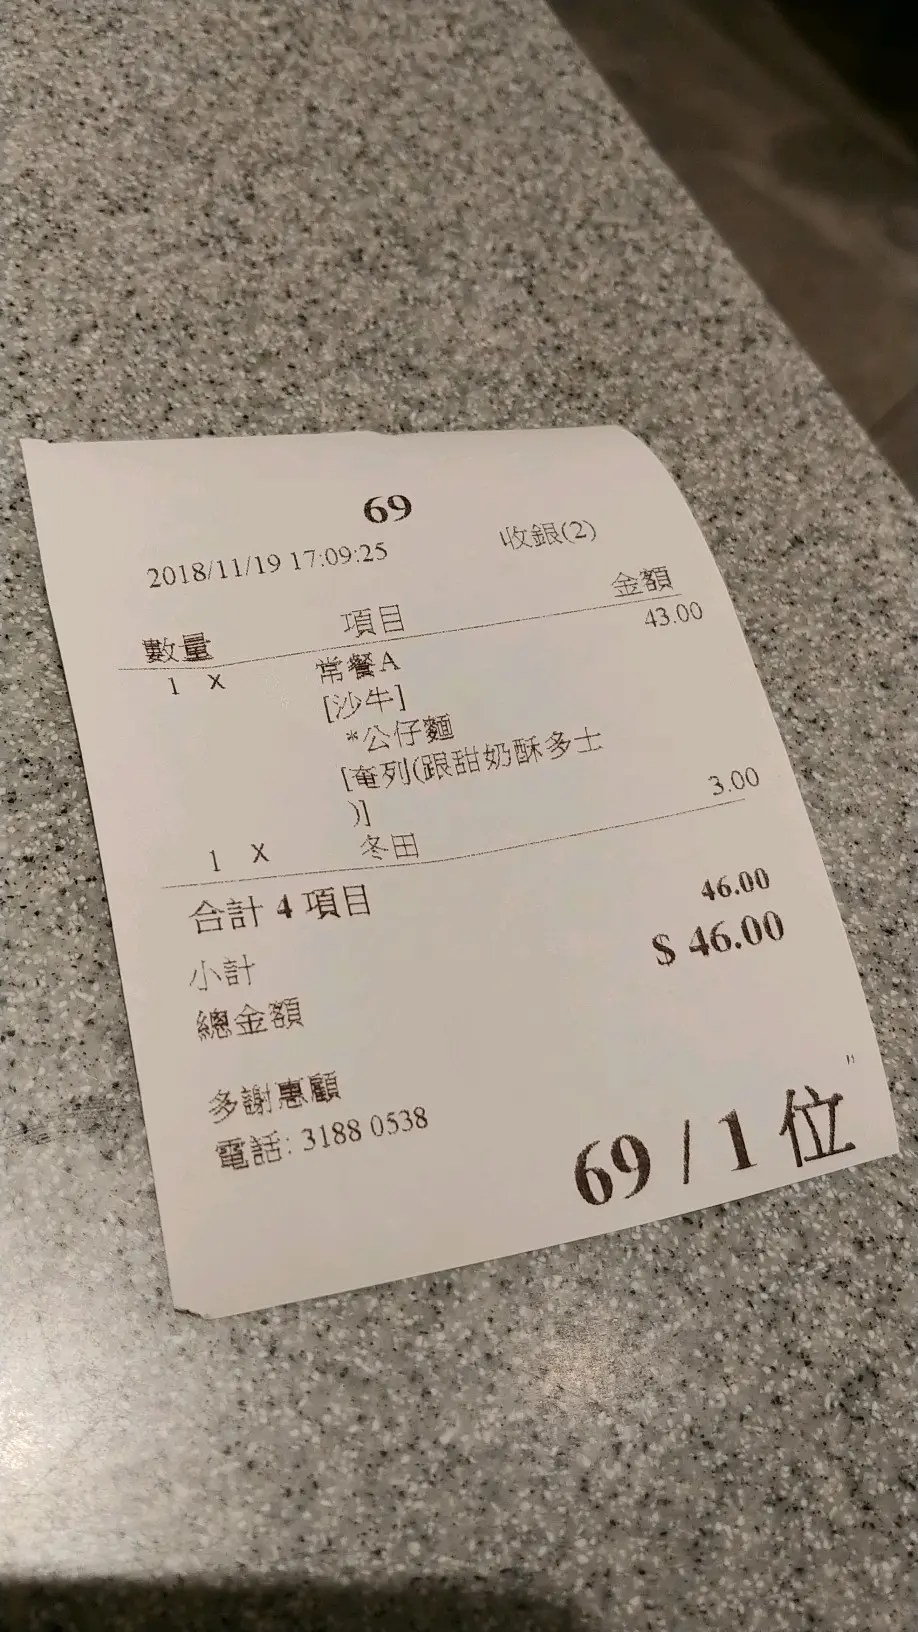 69
2018/11/19 17:09:25 收銀(2)
數量 項目 金額
1 X 常餐A 43.00
[沙牛]
*公仔麵
[奄列(跟甜奶酥多士
)]
1 X 冬田 3.00
合計 4 項目
小計 46.00
總金額 $ 46.00
多謝惠顧
電話: 3188 0538
69 / 1 位